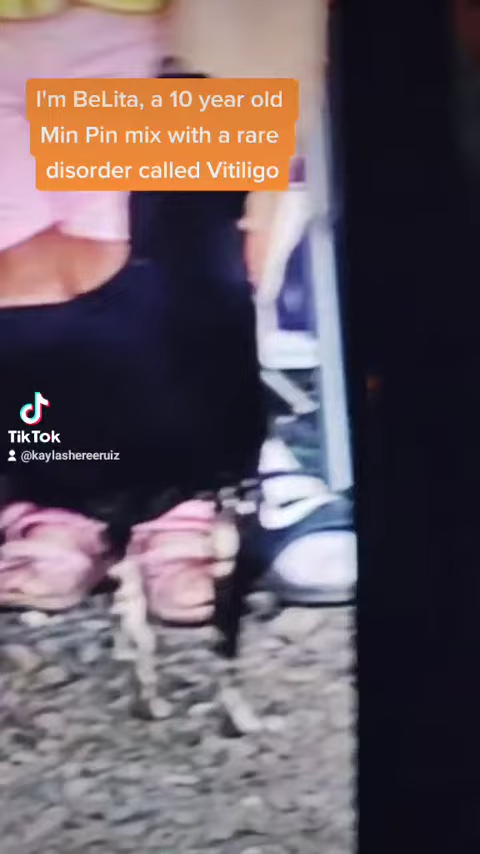 I'm BeLita, a 10 year old
Min Pin mix with a rare
disorder called Vitiligo
TikTok
@kaylashereeruiz